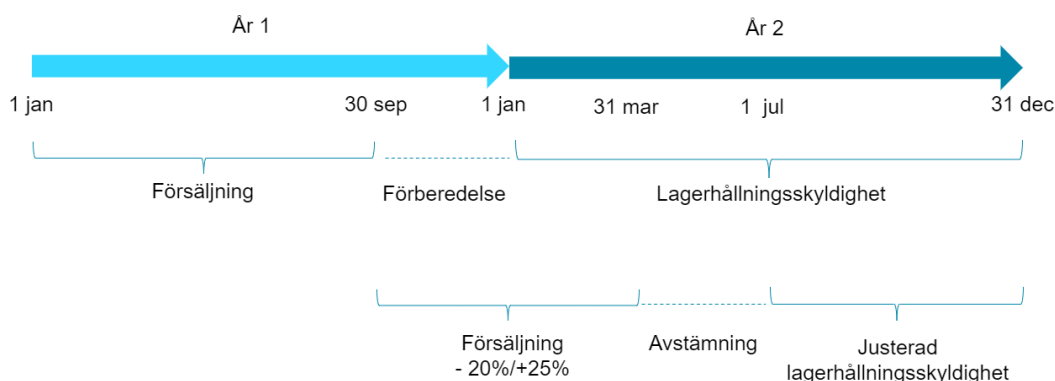 År 1
År 2
1 jan
30 sep
1 jan
31 mar
1 jul
31 dec
Försäljning
Förberedelse
Lagerhållningsskyldighet
Försäljning
- 20%/+25%
Avstämning
Justerad
lagerhållningsskyldighet